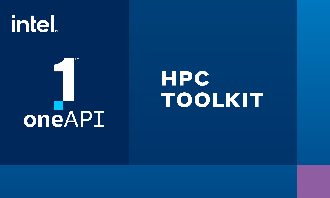 intel.
1
oneAPI
HPC
TOOLKIT